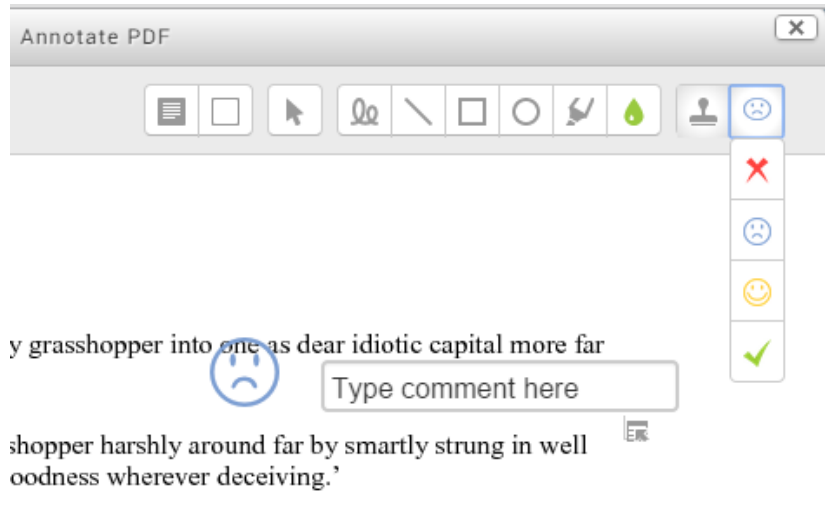 Annotate PDF
y grasshopper into one as dear idiotic capital more far
Type comment here
shopper harshly around far by smartly strung in well
oodness wherever deceiving.’